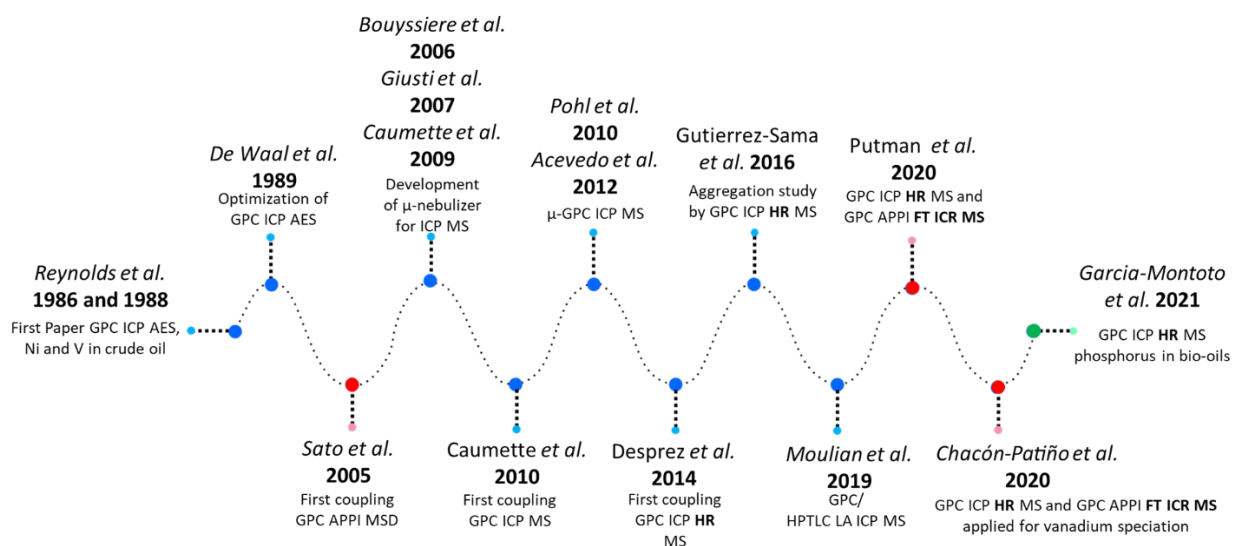 Reynolds et al.
1986 and 1988
First Paper GPC ICP AES,
Ni and V in crude oil
De Waal et al.
1989
Optimization of
GPC ICP AES
Sato et al.
2005
First coupling
GPC APPI MSD
Bouyssiere et al.
2006
Giusti et al.
2007
Caumette et al.
2009
Development
of µ-nebulizer
for ICP MS
Caumette et al.
2010
First coupling
GPC ICP MS
Pohl et al.
2010
Acevedo et al.
2012
µ-GPC ICP MS
Desprez et al.
2014
First coupling
GPC ICP HR
MS
Gutierrez-Sama
et al. 2016
Aggregation study
by GPC ICP HR MS
Moulian et al.
2019
GPC/
HPTLC LA ICP MS
Putman et al.
2020
GPC ICP HR MS and
GPC APPI FT ICR MS
Chacón-Patiño et al.
2020
GPC ICP HR MS and GPC APPI FT ICR MS
applied for vanadium speciation
Garcia-Montoto
et al. 2021
GPC ICP HR MS
phosphorus in bio-oils